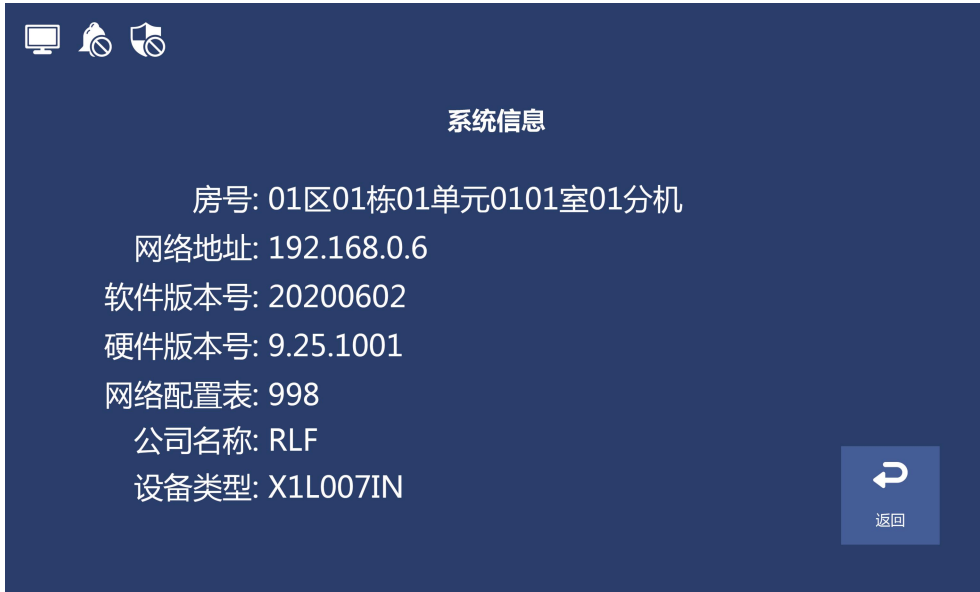 系统信息
房号: 01区01栋01单元0101室01分机
网络地址: 192.168.0.6
软件版本号: 20200602
硬件版本号: 9.25.1001
网络配置表: 998
公司名称: RLF
设备类型: X1L007IN
返回